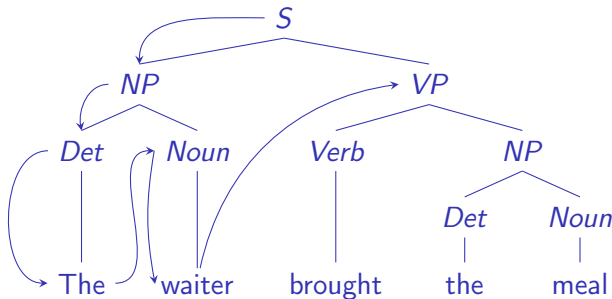 S
NP VP
Det Noun Verb NP
Det Noun
The waiter brought the meal